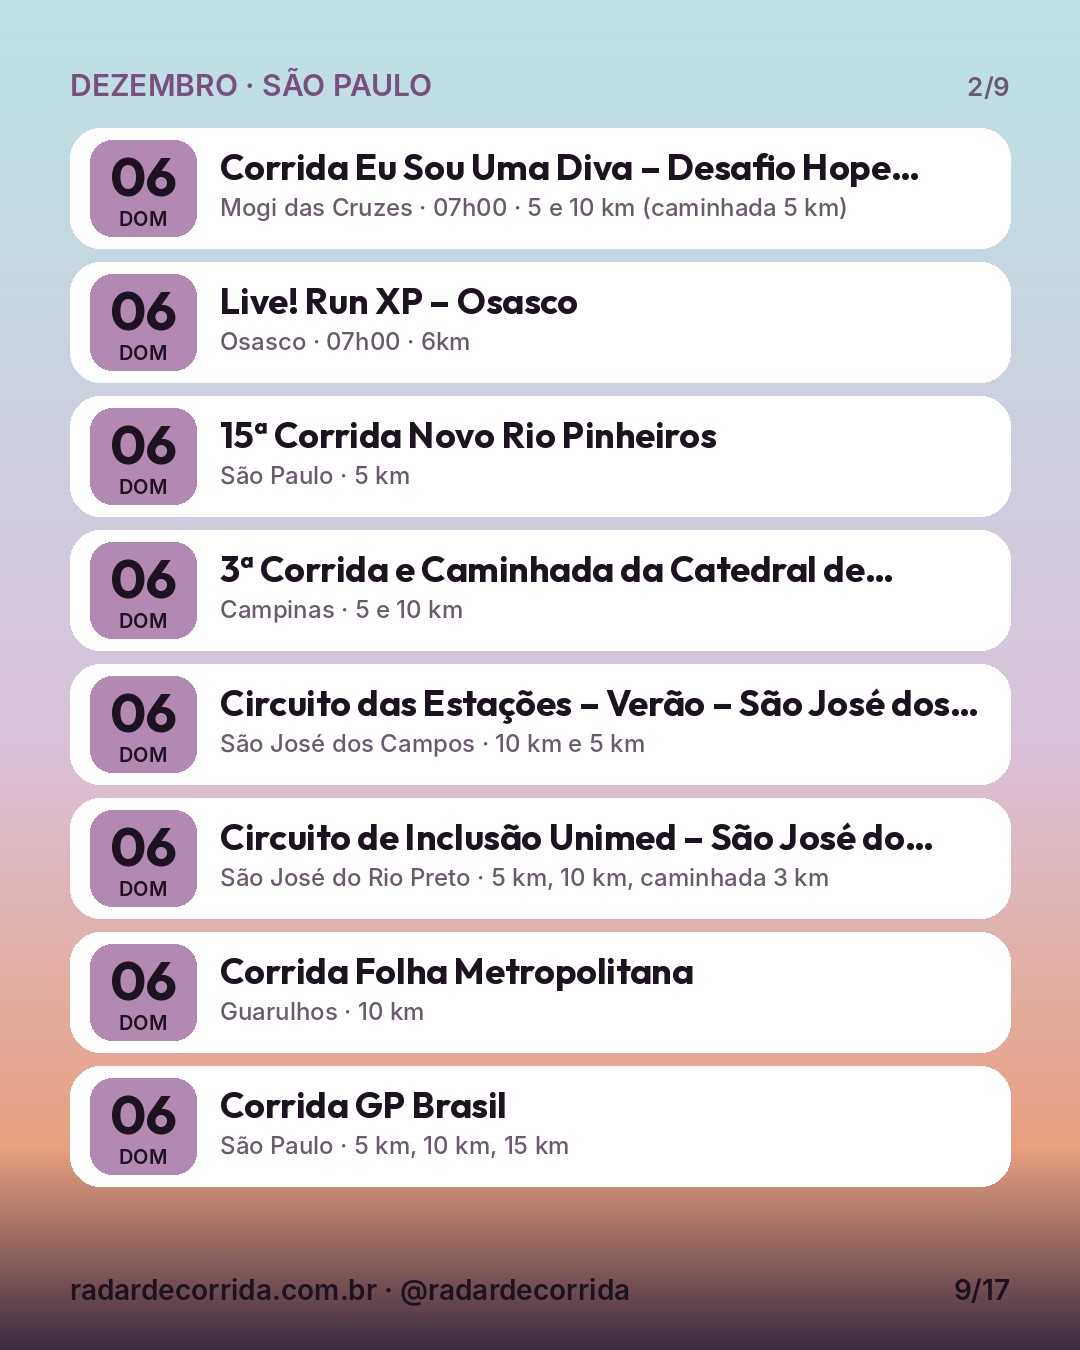 DEZEMBRO · SÃO PAULO
2/9
06
DOM
Corrida Eu Sou Uma Diva – Desafio Hope...
Mogi das Cruzes · 07h00 · 5 e 10 km (caminhada 5 km)
06
DOM
Live! Run XP – Osasco
Osasco · 07h00 · 6km
06
DOM
15ª Corrida Novo Rio Pinheiros
São Paulo · 5 km
06
DOM
3ª Corrida e Caminhada da Catedral de...
Campinas · 5 e 10 km
06
DOM
Circuito das Estações – Verão – São José dos...
São José dos Campos · 10 km e 5 km
06
DOM
Circuito de Inclusão Unimed – São José do...
São José do Rio Preto · 5 km, 10 km, caminhada 3 km
06
DOM
Corrida Folha Metropolitana
Guarulhos · 10 km
06
DOM
Corrida GP Brasil
São Paulo · 5 km, 10 km, 15 km
radardecorrida.com.br · @radardecorrida
9/17